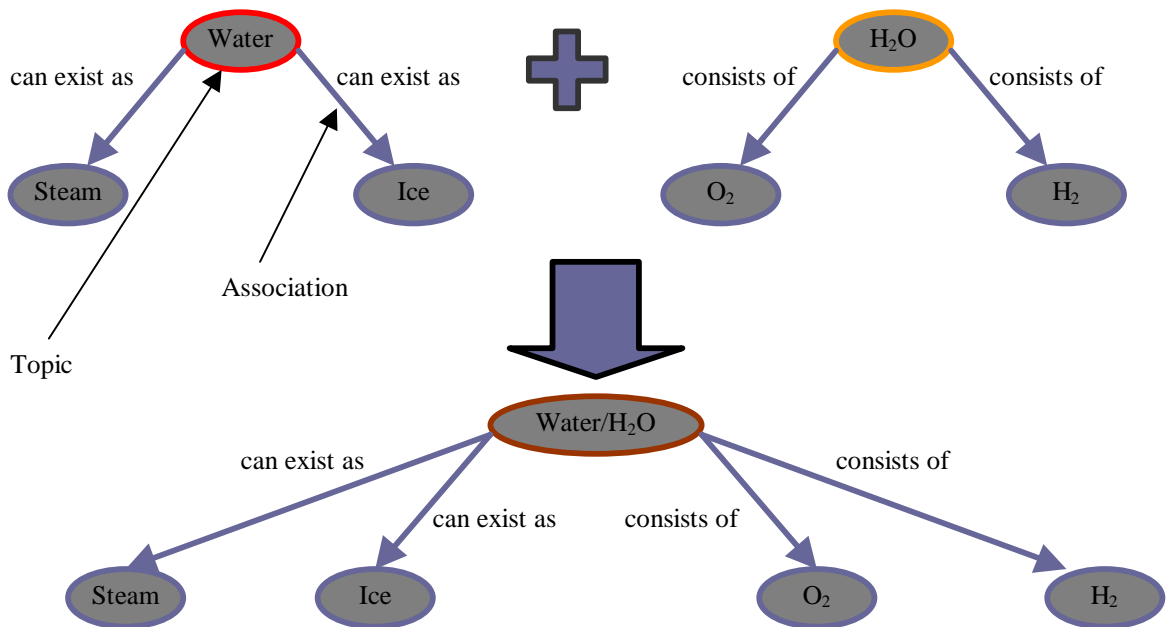 Water
H₂O
can exist as
can exist as
consists of
consists of
Steam
Ice
O₂
H₂
Association
Topic
Water/H₂O
can exist as
consists of
can exist as
consists of
Steam
Ice
O₂
H₂